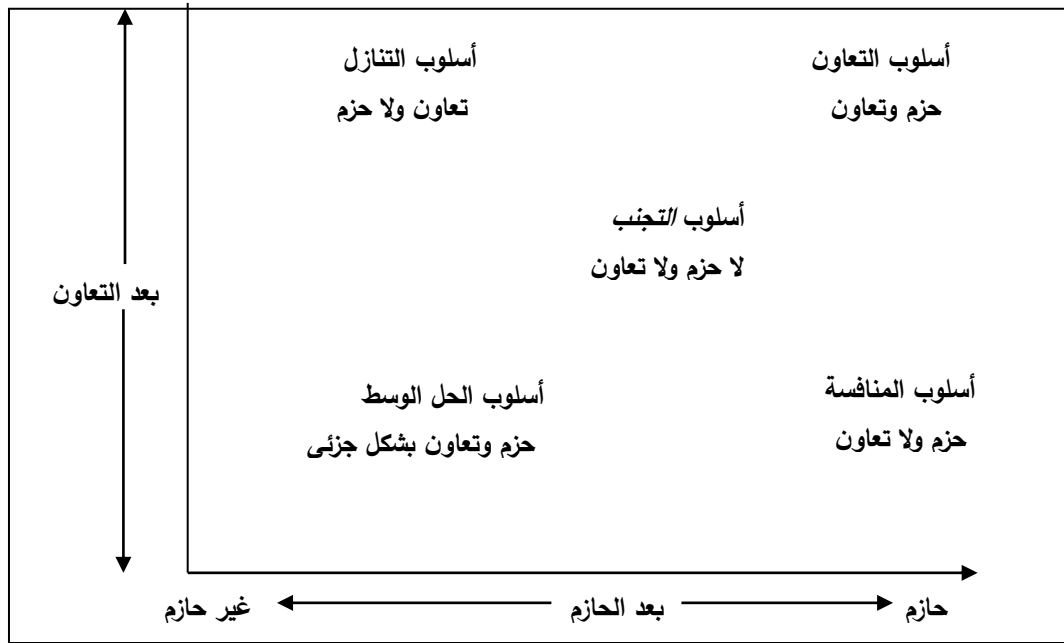 أسلوب التعاون
حزم وتعاون
أسلوب التنازل
تعاون ولا حزم
أسلوب التجنب
لا حزم ولا تعاون
بعد التعاون
أسلوب المنافسة
حزم ولا تعاون
أسلوب الحل الوسط
حزم وتعاون بشكل جزئى
حازم
بعد الحازم
غير حازم